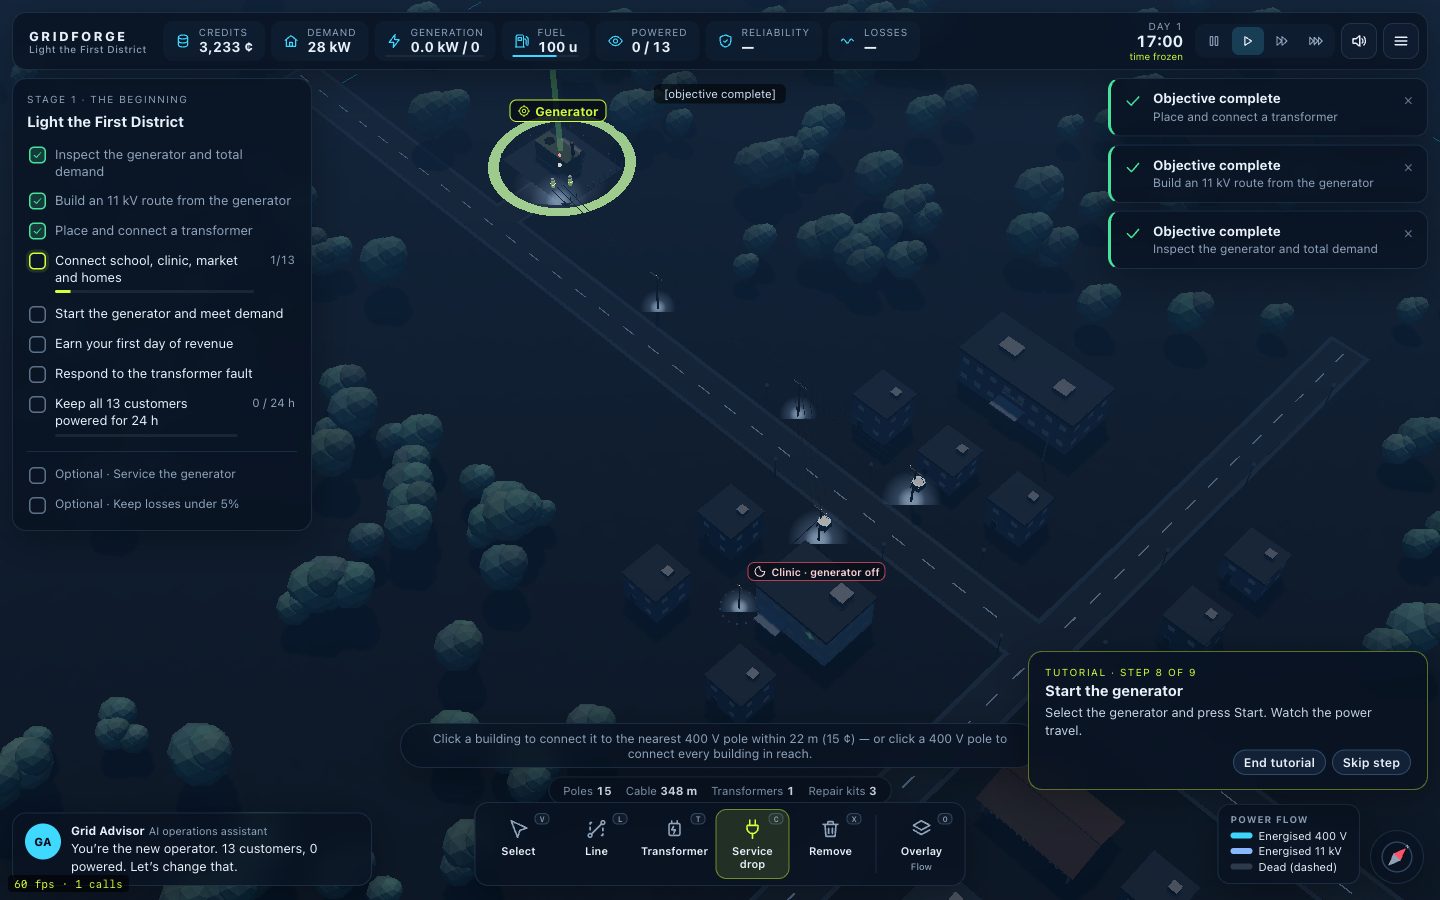 GRIDFORGE
Light the First District
CREDITS
3,233 ¢
DEMAND
28 kW
GENERATION
0.0 kW / 0
FUEL
100 u
POWERED
0 / 13
RELIABILITY
—
LOSSES
—
DAY 1
17:00
time frozen
STAGE 1 · THE BEGINNING
Light the First District
Inspect the generator and total
demand
Build an 11 kV route from the generator
Place and connect a transformer
Connect school, clinic, market
and homes
1/13
Start the generator and meet demand
Earn your first day of revenue
Respond to the transformer fault
Keep all 13 customers
powered for 24 h
0 / 24 h
Optional · Service the generator
Optional · Keep losses under 5%
Generator
[objective complete]
Objective complete
Place and connect a transformer
Objective complete
Build an 11 kV route from the generator
Objective complete
Inspect the generator and total demand
Clinic · generator off
TUTORIAL · STEP 8 OF 9
Start the generator
Select the generator and press Start. Watch the power
travel.
End tutorial
Skip step
Click a building to connect it to the nearest 400 V pole within 22 m (15 ¢) — or click a 400 V pole to
connect every building in reach.
Poles 15 Cable 348 m Transformers 1 Repair kits 3
V
Select
L
Line
T
Transformer
C
Service
drop
X
Remove
O
Overlay
Flow
GA
Grid Advisor AI operations assistant
You're the new operator. 13 customers, 0
powered. Let's change that.
60 fps · 1 calls
POWER FLOW
Energised 400 V
Energised 11 kV
Dead (dashed)